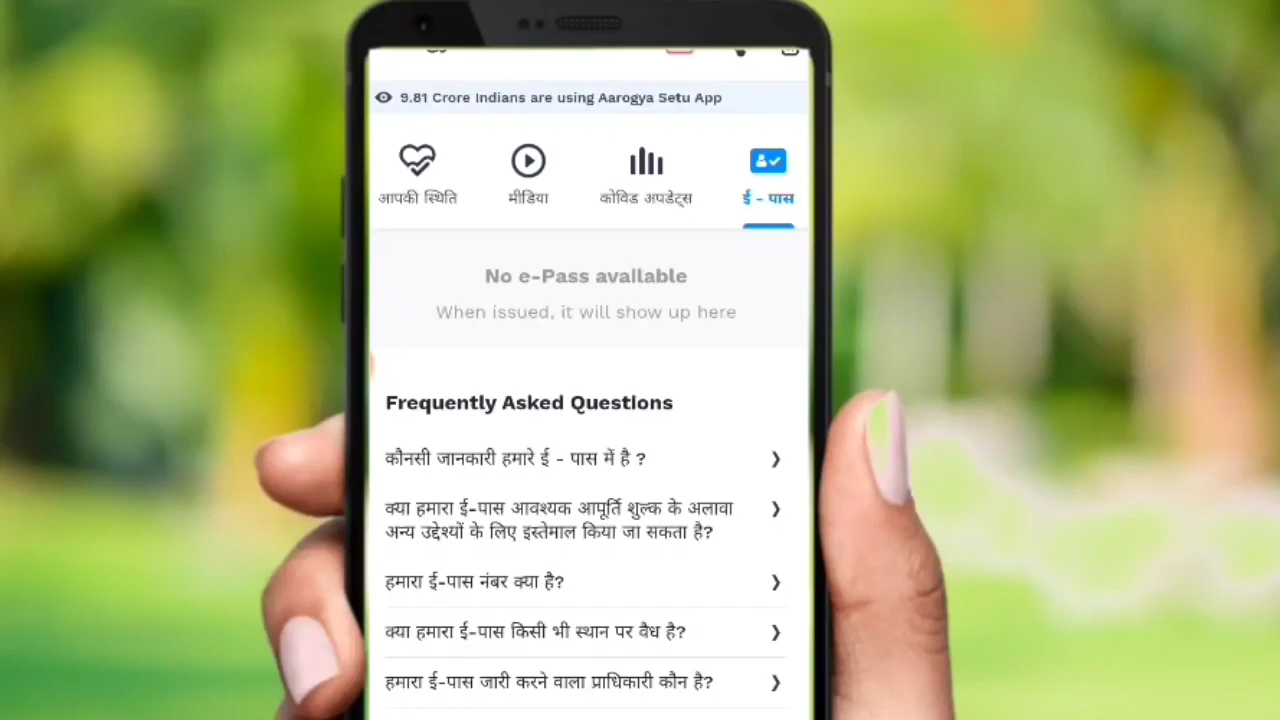 9.81 Crore Indians are using Aarogya Setu App
आपकी स्थिति
मीडिया
कोविड अपडेट्स
ई - पास
No e-Pass available
When issued, it will show up here
Frequently Asked Questions
कौनसी जानकारी हमारे ई - पास में है ?
क्या हमारा ई-पास आवश्यक आपूर्ति शुल्क के अलावा
अन्य उद्देश्यों के लिए इस्तेमाल किया जा सकता है?
हमारा ई-पास नंबर क्या है?
क्या हमारा ई-पास किसी भी स्थान पर वैध है?
हमारा ई-पास जारी करने वाला प्राधिकारी कौन है?